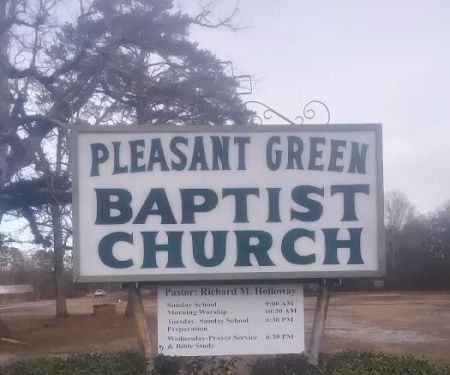 PLEASANT GREEN
BAPTIST
CHURCH
Pastor: Richard M. Holloway
Sunday School 9:00 AM
Morning Worship 10:30 AM
Tuesday- Sunday School 6:30 PM
Preparation
Wednesday-Prayer Service 6:30 PM
& Bible Study